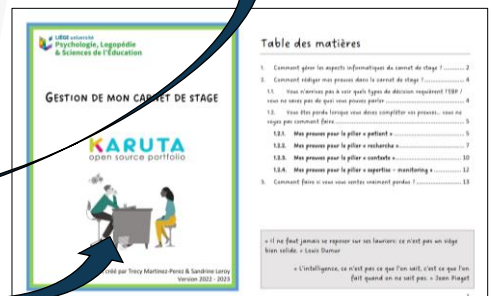 LIÈGE université
Psychologie, Logopédie
& Sciences de l'Éducation
GESTION DE MON CARNET DE STAGE
KARUTA
open source portfolio
créé par Trecy Martinez-Perez & Sandrine Leroy
Version 2022 - 2023
Table des matières
1. Comment gérer les aspects informatiques du carnet de stage ? 2
2. Comment rédiger mes preuves dans le carnet de stage ? 4
1.1. Vous n'arrivez pas à voir quels types de décision requièrent l'EBP /
vous ne savez pas de quoi vous pouvez parler 4
1.2. Vous êtes perdu lorsque vous devez compléter vos preuves… vous ne
voyez pas comment faire 5
1.2.1. Mes preuves pour le pilier « patient » 5
1.2.2. Mes preuves pour le pilier « recherche » 7
1.2.3. Mes preuves pour le pilier « contexte » 10
1.2.4. Mes preuves pour le pilier « expertise – monitoring » 12
3. Comment faire si vous vous sentez vraiment perdus ? 13
« Il ne faut jamais se reposer sur ses lauriers: ce n'est pas un siège
bien solide. » Louis Dumur
« L'intelligence, ce n'est pas ce que l'on sait, c'est ce que l'on
fait quand on ne sait pas. » Jean Piaget